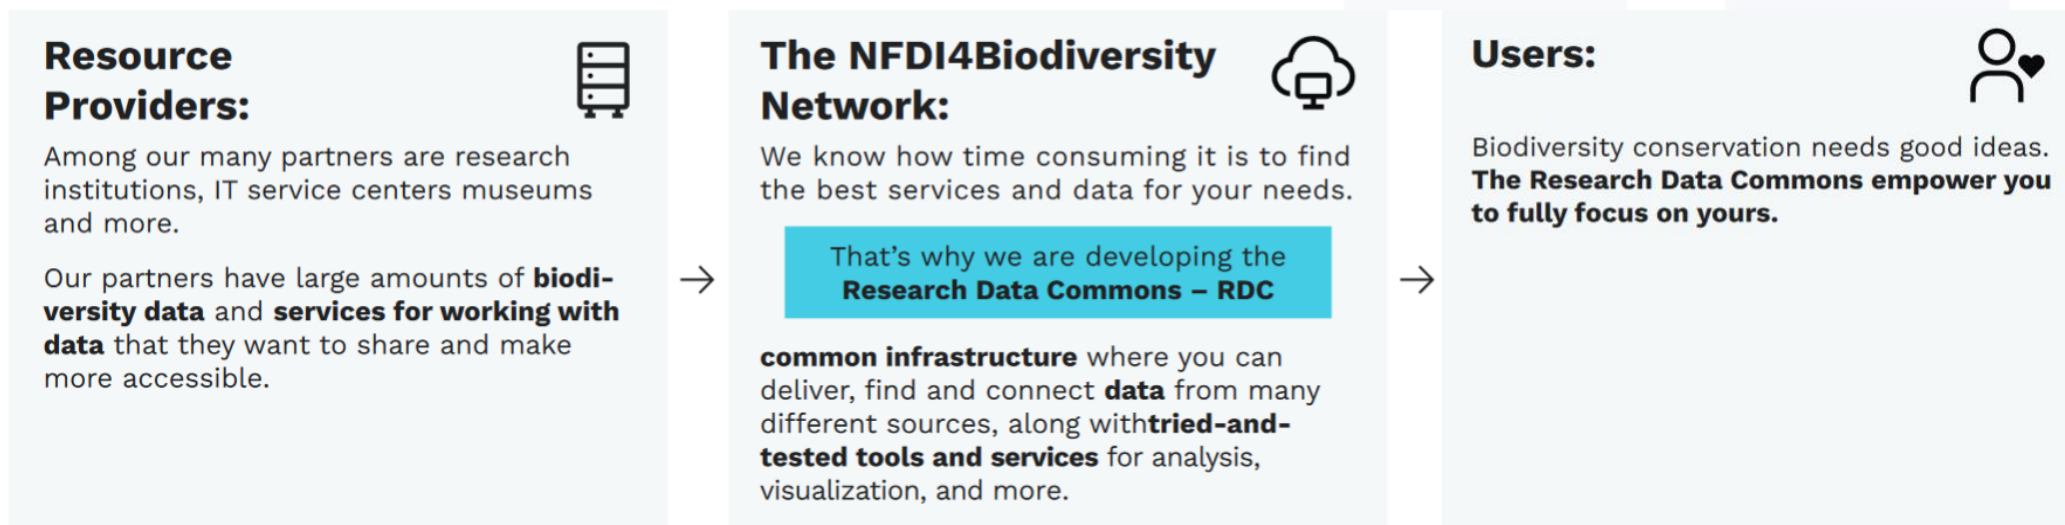 Resource
Providers:
Among our many partners are research
institutions, IT service centers museums
and more.
Our partners have large amounts of biodi-
versity data and services for working with
data that they want to share and make
more accessible.
→
The NFDI4Biodiversity
Network:
We know how time consuming it is to find
the best services and data for your needs.
That’s why we are developing the
Research Data Commons – RDC
common infrastructure where you can
deliver, find and connect data from many
different sources, along withtried-and-
tested tools and services for analysis,
visualization, and more.
→
Users:
Biodiversity conservation needs good ideas.
The Research Data Commons empower you
to fully focus on yours.